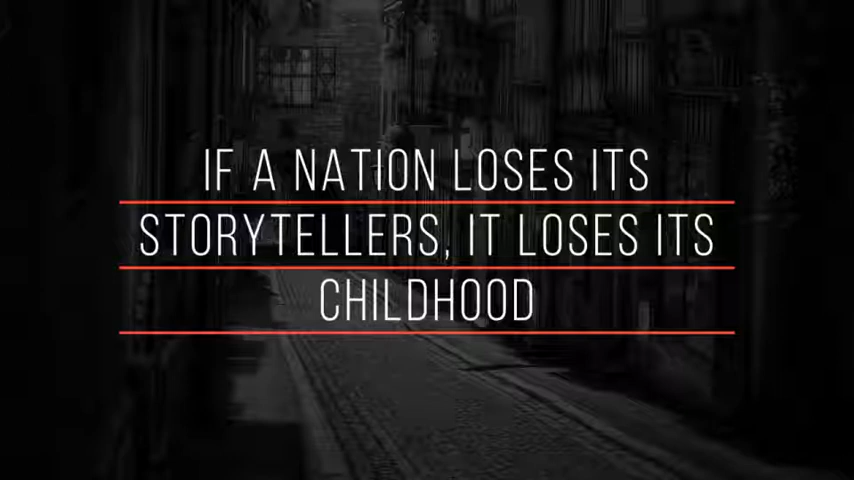 IF A NATION LOSES ITS
STORYTELLERS, IT LOSES ITS
CHILDHOOD